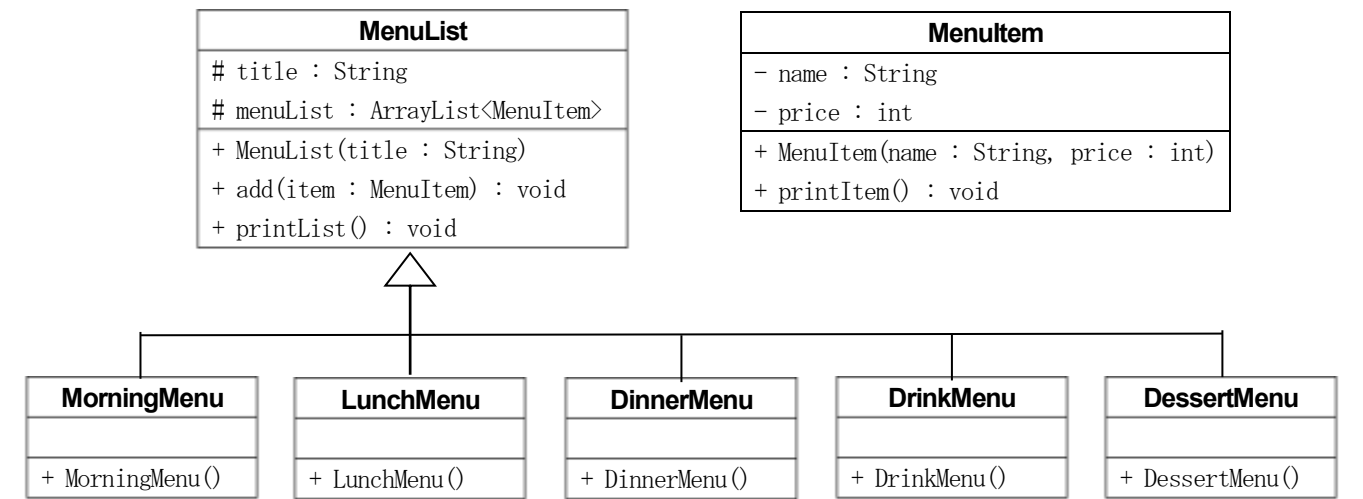 MenuList
# title : String
# menuList : ArrayList<MenuItem>
+ MenuList(title : String)
+ add(item : MenuItem) : void
+ printList() : void
MenuItem
- name : String
- price : int
+ MenuItem(name : String, price : int)
+ printItem() : void
MorningMenu
+ MorningMenu()
LunchMenu
+ LunchMenu()
DinnerMenu
+ DinnerMenu()
DrinkMenu
+ DrinkMenu()
DessertMenu
+ DessertMenu()